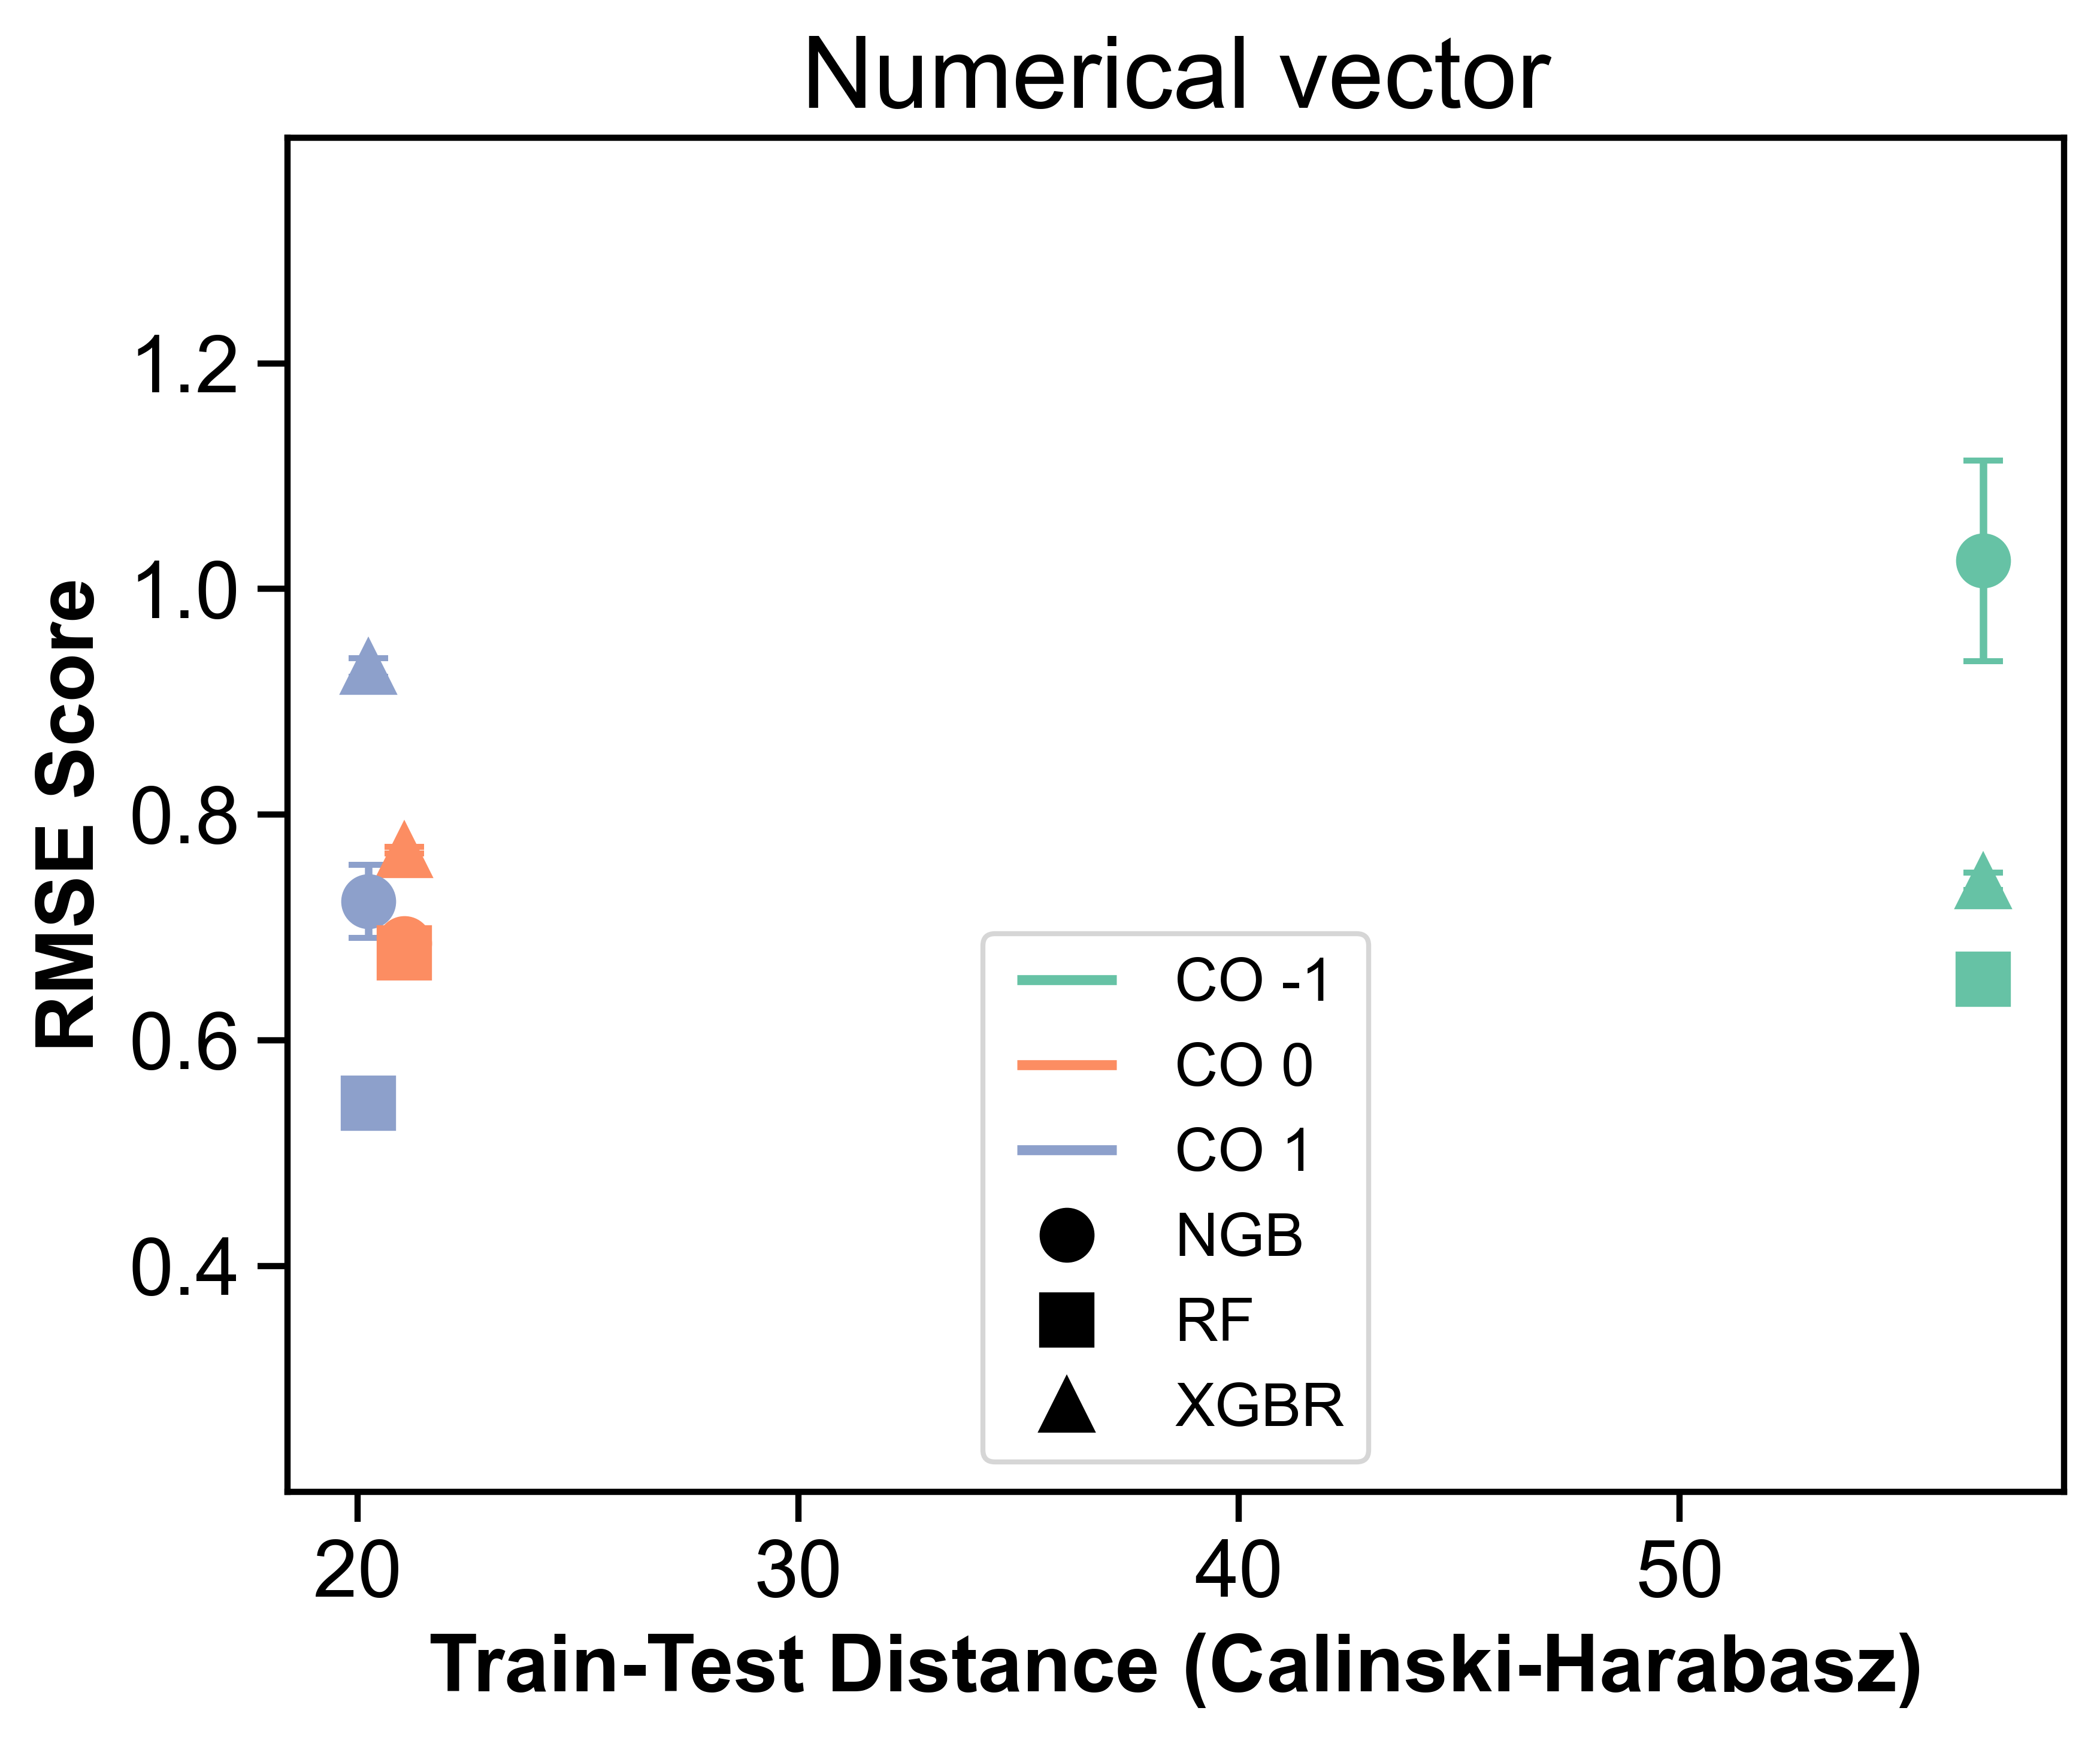 Numerical vector
RMSE Score
1.2
1.0
0.8
0.6
0.4
CO -1
CO 0
CO 1
NGB
RF
XGBR
20 30 40 50
Train-Test Distance (Calinski-Harabasz)